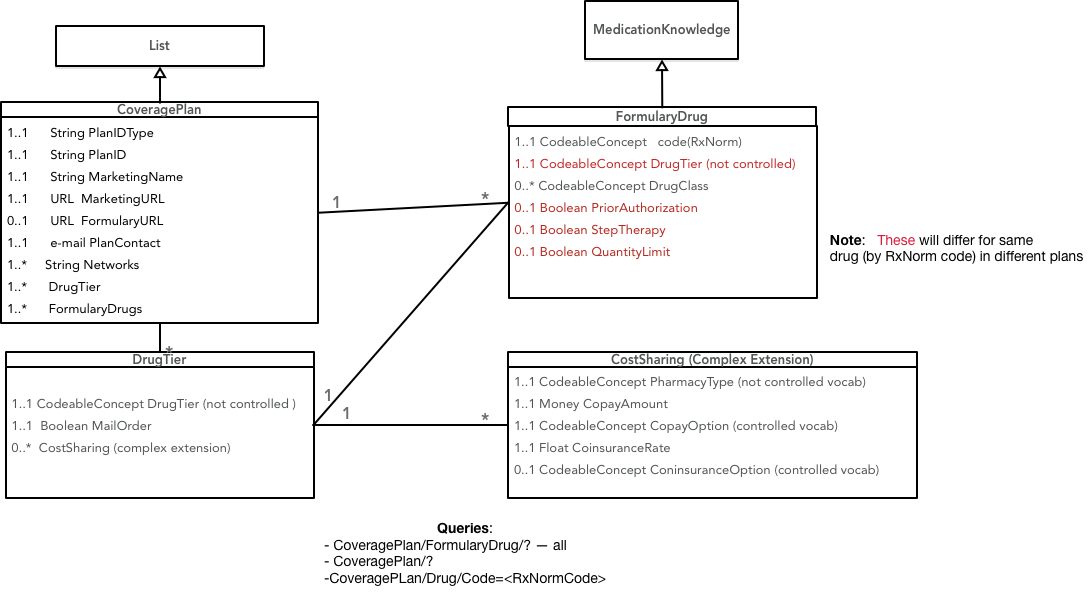 List
MedicationKnowledge
CoveragePlan
1..1 String PlanIDType
1..1 String PlanID
1..1 String MarketingName
1..1 URL MarketingURL
0..1 URL FormularyURL
1..1 e-mail PlanContact
1..* String Networks
1..* DrugTier
1..* FormularyDrugs
1
*
FormularyDrug
1..1 CodeableConcept code(RxNorm)
1..1 CodeableConcept DrugTier (not controlled)
0..* CodeableConcept DrugClass
0..1 Boolean PriorAuthorization
0..1 Boolean StepTherapy
0..1 Boolean QuantityLimit
Note: These will differ for same
drug (by RxNorm code) in different plans
*
DrugTier
1..1 CodeableConcept DrugTier (not controlled )
1..1 Boolean MailOrder
0..* CostSharing (complex extension)
1
1
*
CostSharing (Complex Extension)
1..1 CodeableConcept PharmacyType (not controlled vocab)
1..1 Money CopayAmount
1..1 CodeableConcept CopayOption (controlled vocab)
1..1 Float CoinsuranceRate
0..1 CodeableConcept ConinsuranceOption (controlled vocab)
Queries:
- CoveragePlan/FormularyDrug/? — all
- CoveragePlan/?
-CoveragePLan/Drug/Code=<RxNormCode>